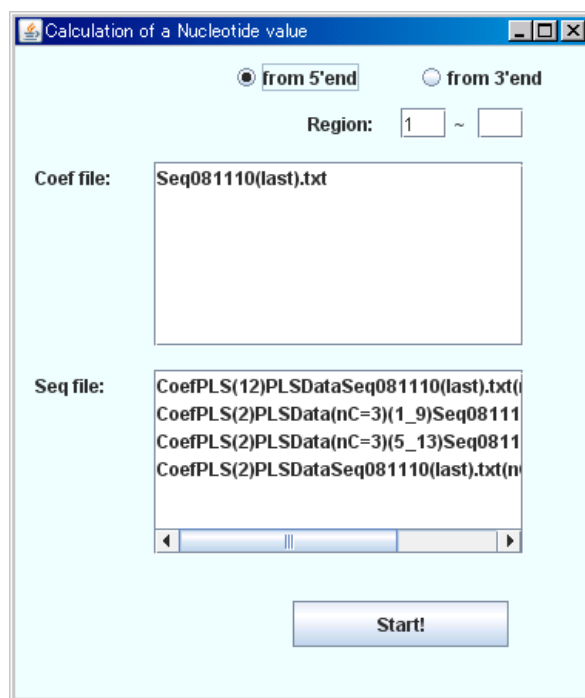 Calculation of a Nucleotide value
from 5'end from 3'end
Region: 1 ~
Coef file: Seq081110(last).txt
Seq file: CoefPLS(12)PLSDataSeq081110(last).txt(
CoefPLS(2)PLSData(nC=3)(1_9)Seq08111
CoefPLS(2)PLSData(nC=3)(5_13)Seq0811
CoefPLS(2)PLSDataSeq081110(last).txt(n
Start!